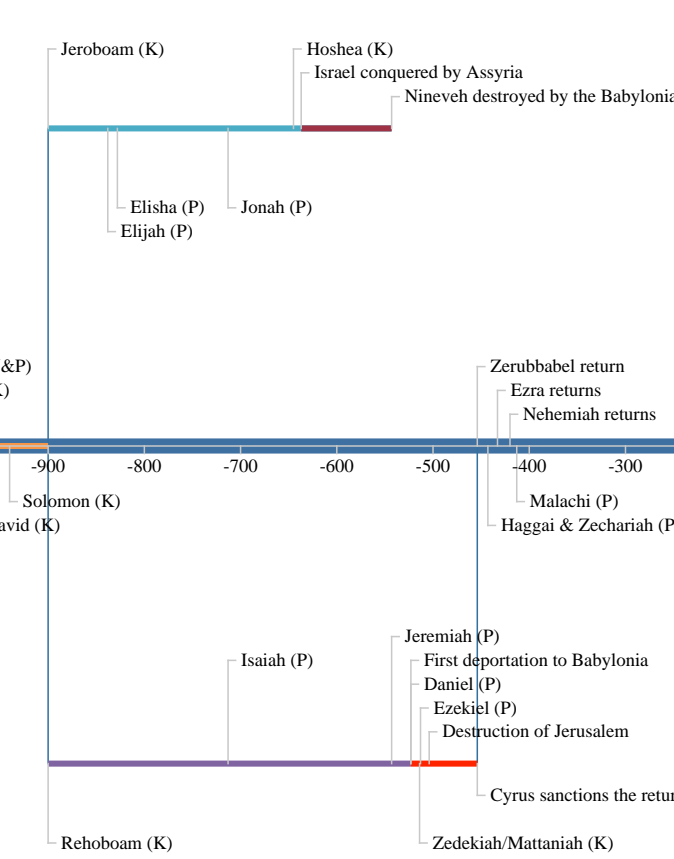 Jeroboam (K)
Hoshea (K)
Israel conquered by Assyria
Nineveh destroyed by the Babylonia
Elisha (P)
Jonah (P)
Elijah (P)
&P)
Zerubbabel return
)
Ezra returns
Nehemiah returns
-900 -800 -700 -600 -500 -400 -300
Solomon (K)
Malachi (P)
avid (K)
Haggai & Zechariah (P
Jeremiah (P)
Isaiah (P)
First deportation to Babylonia
Daniel (P)
Ezekiel (P)
Destruction of Jerusalem
Cyrus sanctions the retur
Rehoboam (K)
Zedekiah/Mattaniah (K)